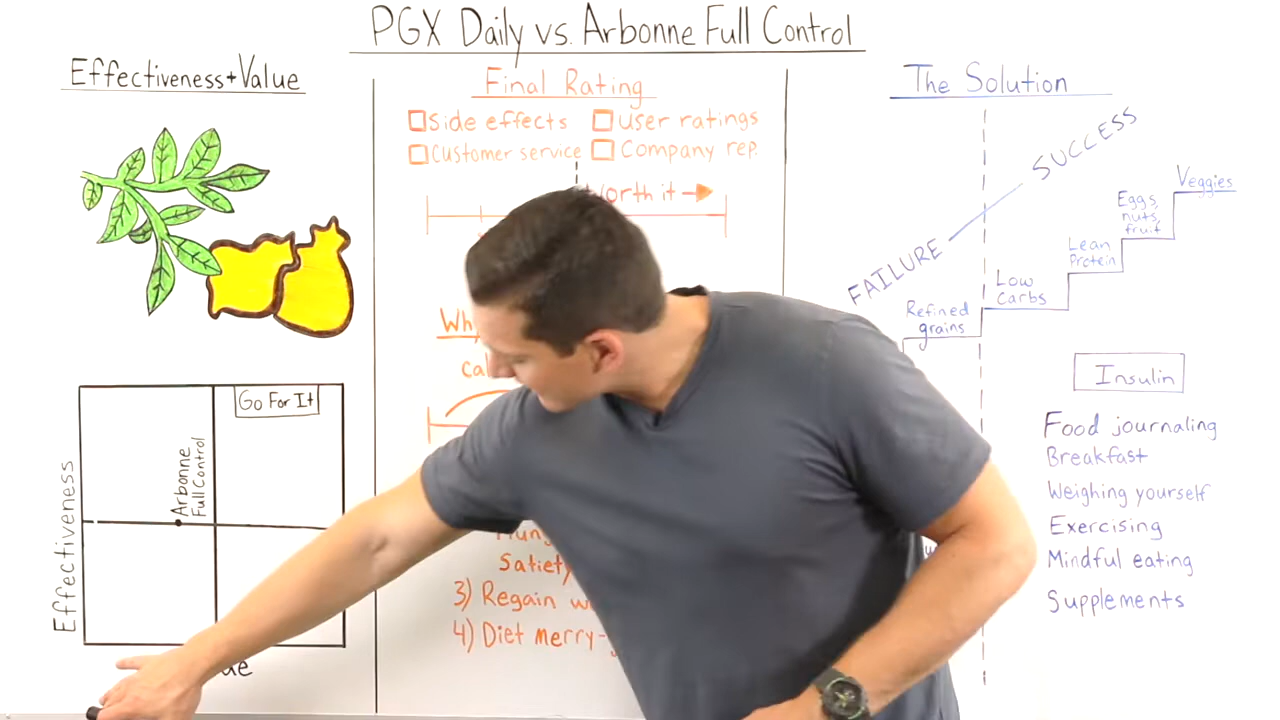 PGX Daily vs. Arbonne Full Control
Effectiveness+Value
Go For It
Arbonne
Full Control
Effectiveness
Final Rating
Side effects
User ratings
Customer service
Company rep.
it
Satiety
3) Regain
4) Diet merry-
The Solution
FAILURE
SUCCESS
Refined
grains
Low
carbs
Lean
Protein
Eggs,
nuts,
fruit
Veggies
Insulin
Food journaling
Breakfast
Weighing yourself
Exercising
Mindful eating
Supplements